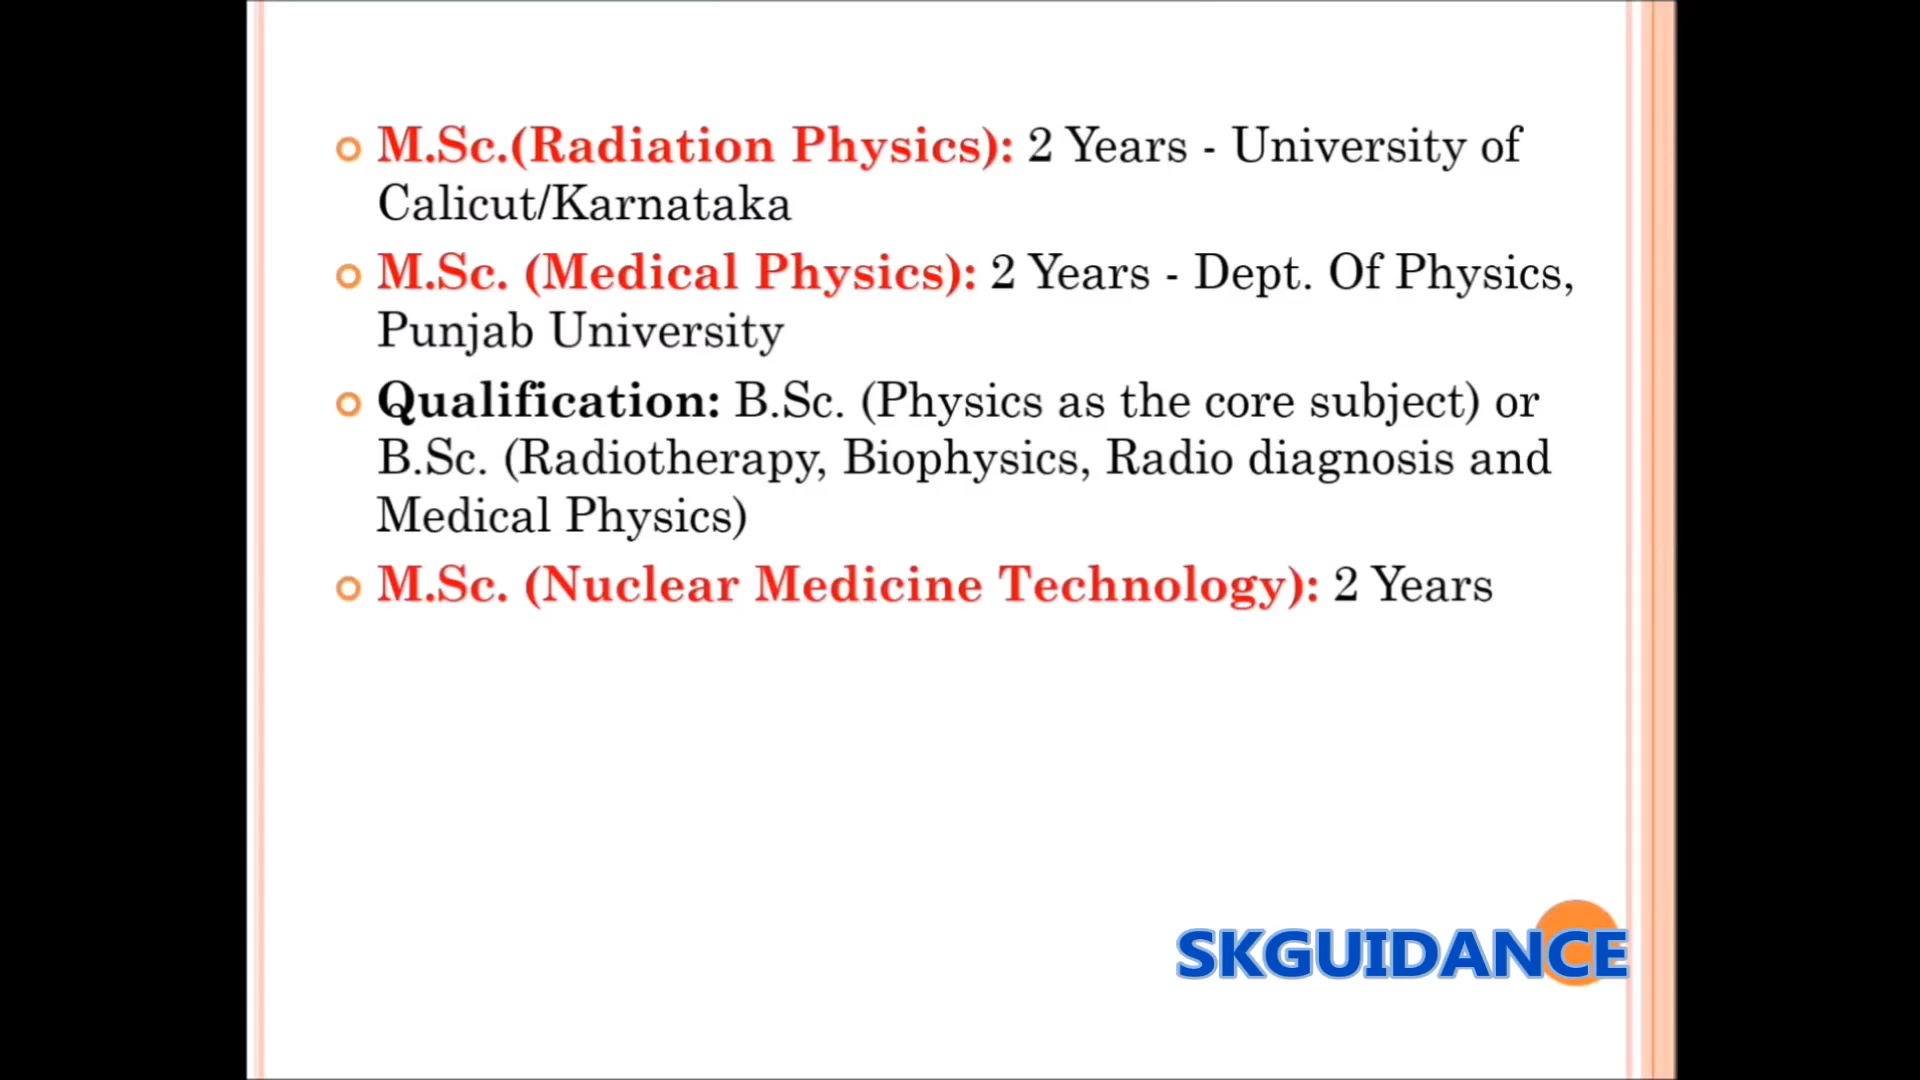 M.Sc.(Radiation Physics): 2 Years - University of
Calicut/Karnataka
M.Sc. (Medical Physics): 2 Years - Dept. Of Physics,
Punjab University
Qualification: B.Sc. (Physics as the core subject) or
B.Sc. (Radiotherapy, Biophysics, Radio diagnosis and
Medical Physics)
M.Sc. (Nuclear Medicine Technology): 2 Years
SKGUIDANCE